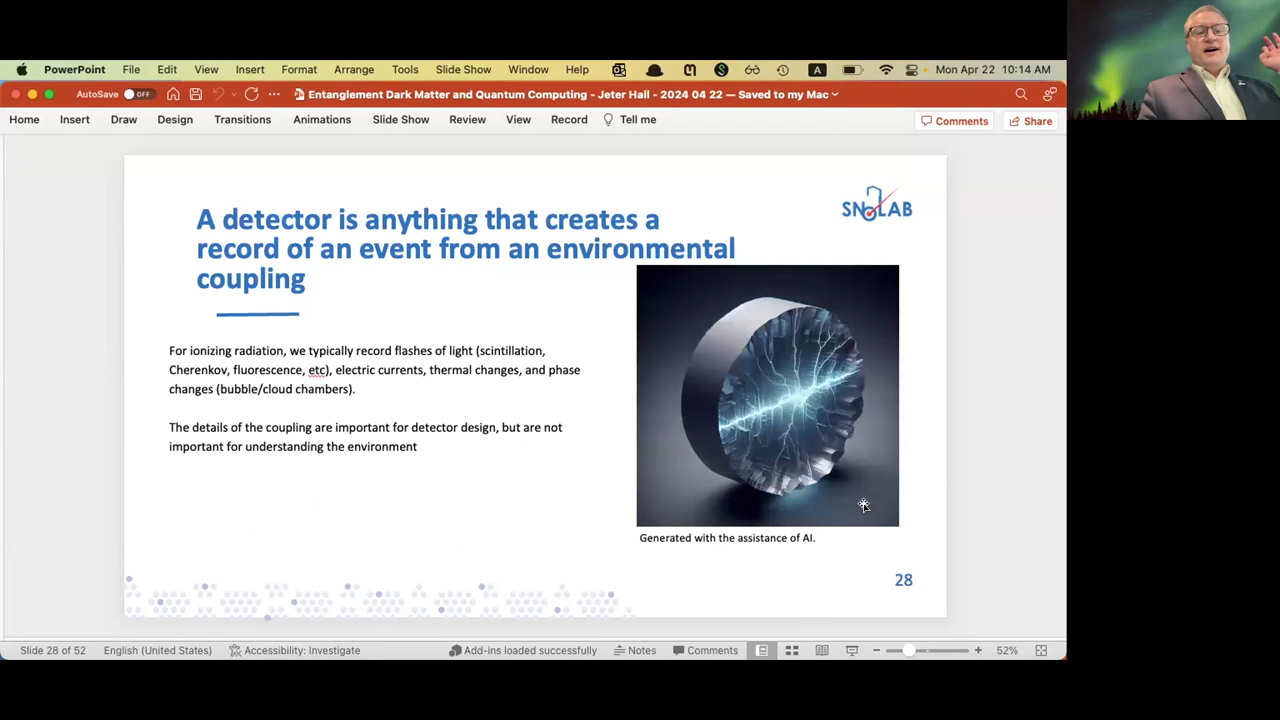 PowerPoint File Edit View Insert Format Arrange Tools Slide Show Window Help A Mon Apr 22 10:14 AM
AutoSave OFF Entanglement Dark Matter and Quantum Computing - Jeter Hall - 2024 04 22 — Saved to my Mac
Home Insert Draw Design Transitions Animations Slide Show Review View Record Tell me Comments Share
SNOLAB
A detector is anything that creates a
record of an event from an environmental
coupling
For ionizing radiation, we typically record flashes of light (scintillation,
Cherenkov, fluorescence, etc), electric currents, thermal changes, and phase
changes (bubble/cloud chambers).
The details of the coupling are important for detector design, but are not
important for understanding the environment
Generated with the assistance of AI.
28
Slide 28 of 52 English (United States) Accessibility: Investigate Add-ins loaded successfully Notes Comments 52%